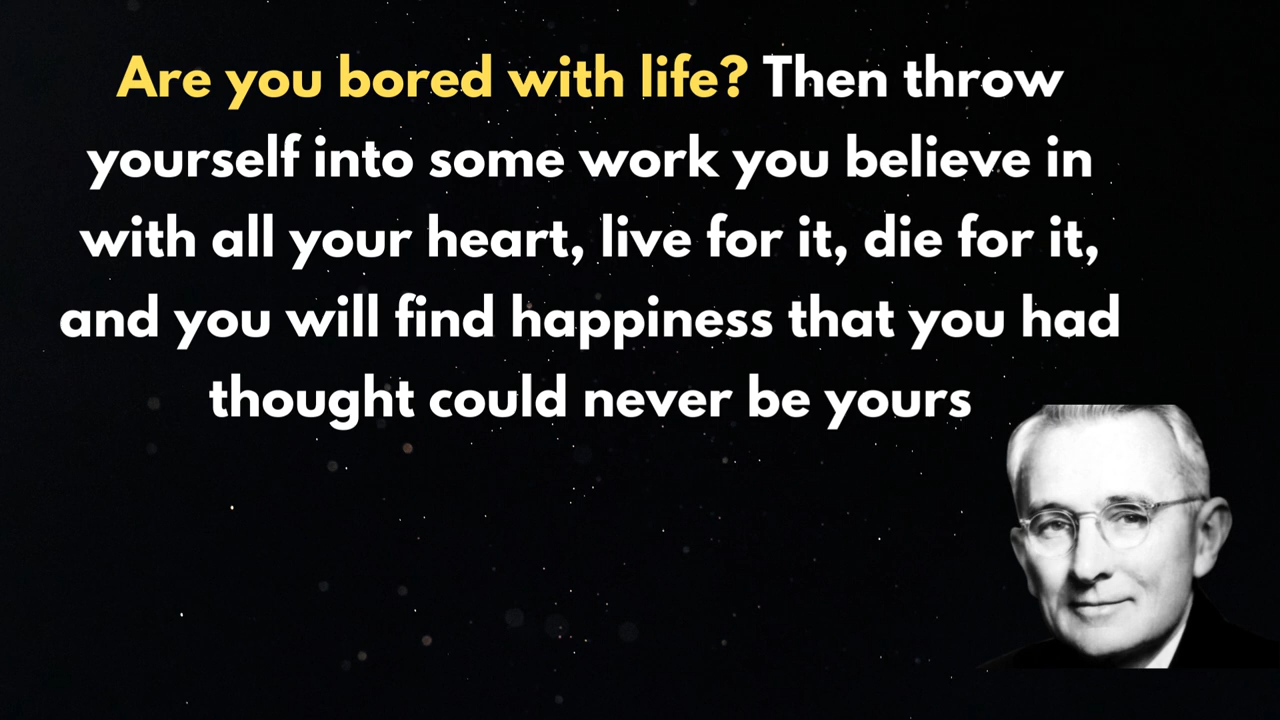 Are you bored with life? Then throw
yourself into some work you believe in
with all your heart, live for it, die for it,
and you will find happiness that you had
thought could never be yours